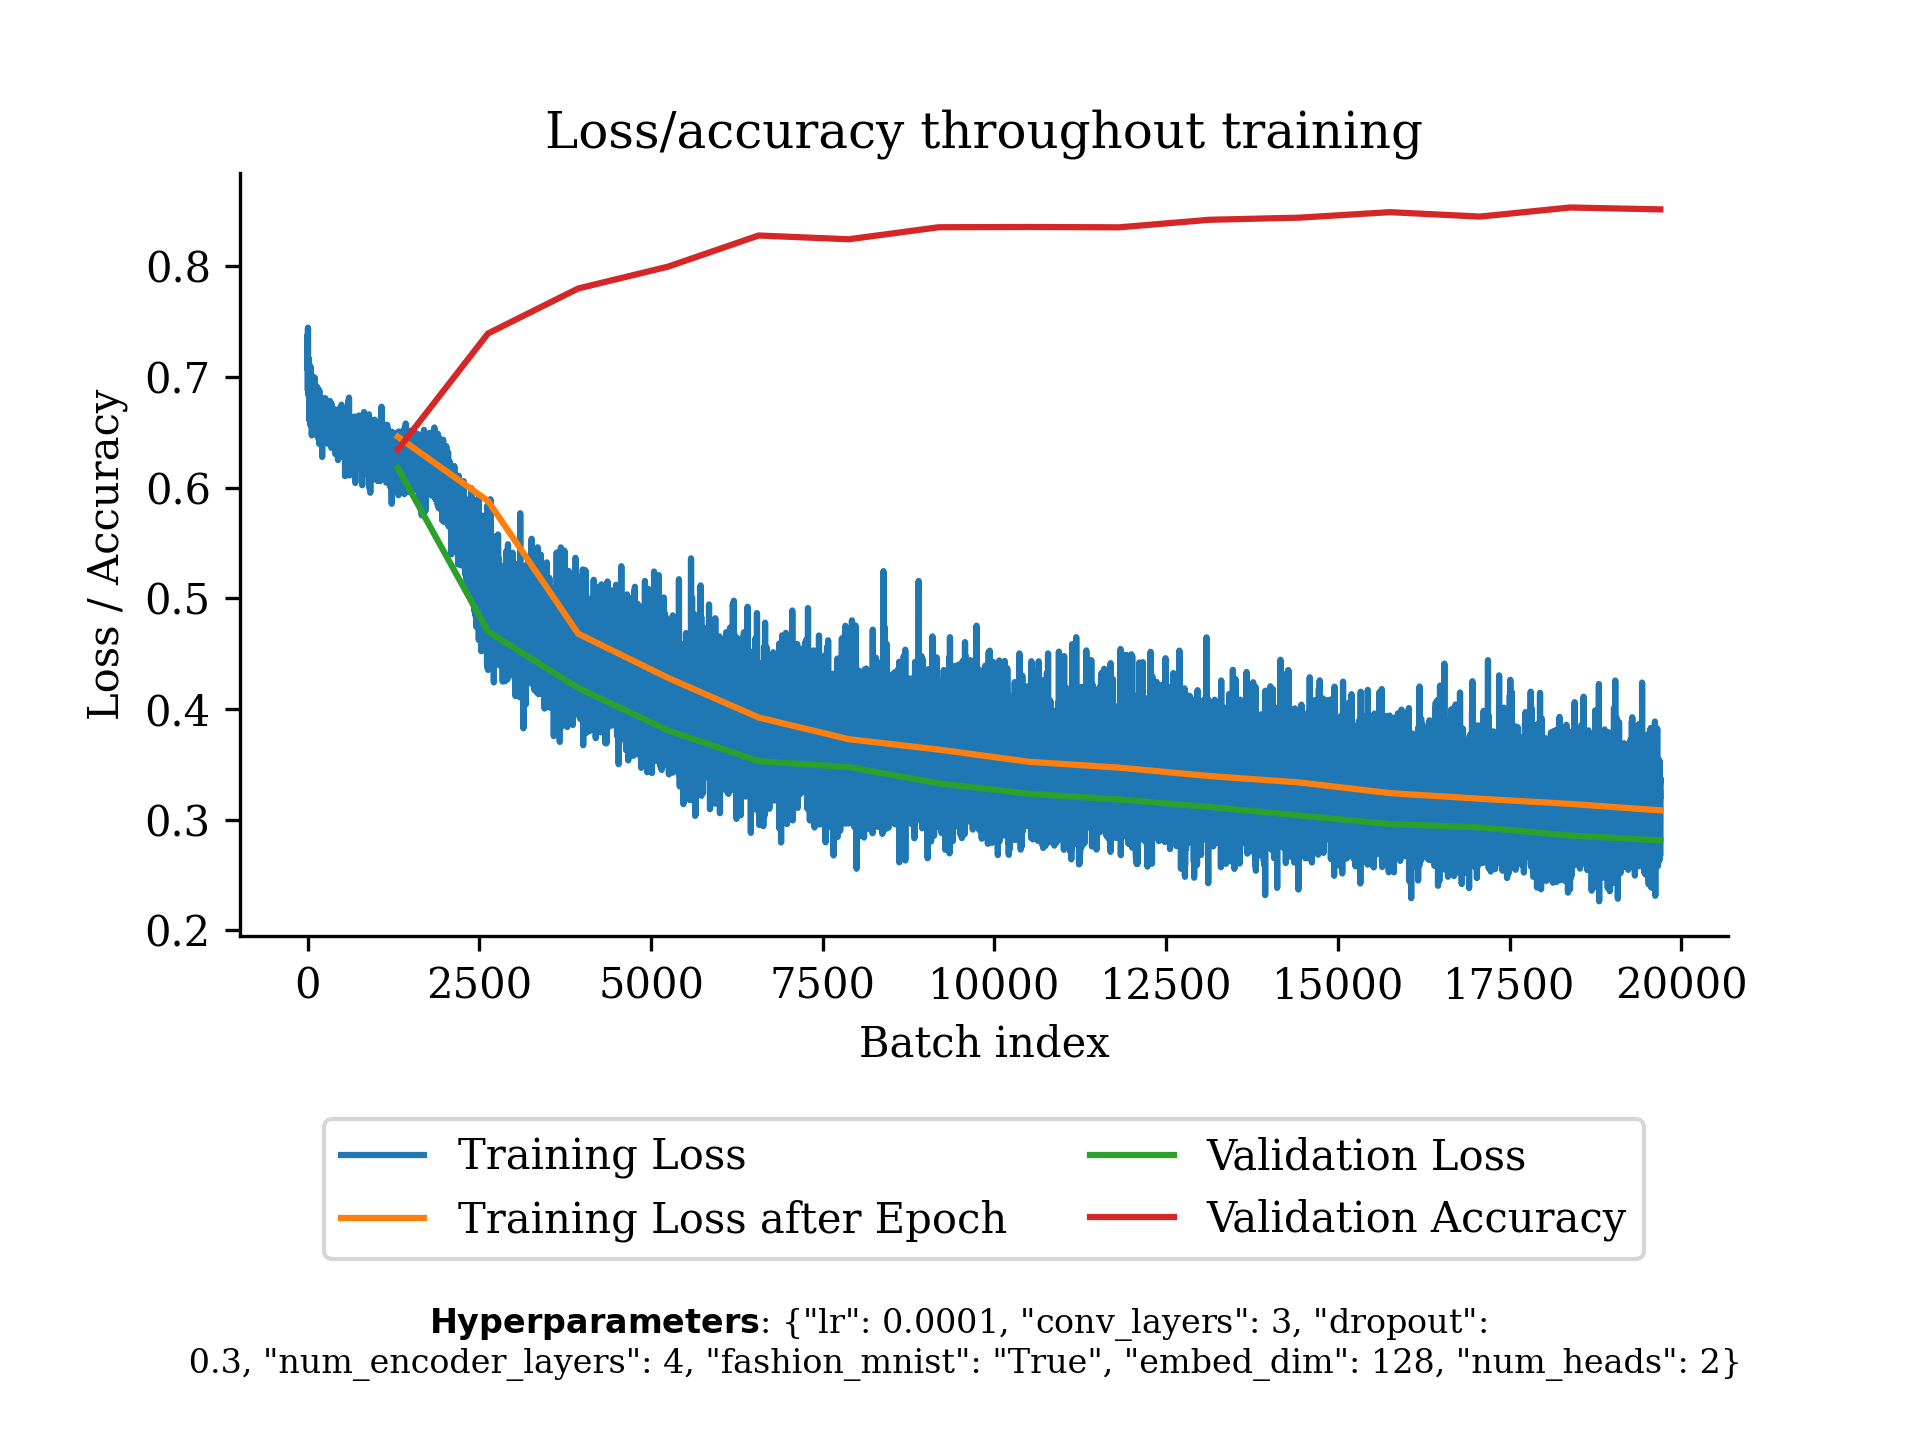 Loss/accuracy throughout training
Loss / Accuracy
0.8
0.7
0.6
0.5
0.4
0.3
0.2
0 2500 5000 7500 10000 12500 15000 17500 20000
Batch index
Training Loss
Training Loss after Epoch
Validation Loss
Validation Accuracy
Hyperparameters: {"lr": 0.0001, "conv_layers": 3, "dropout":
0.3, "num_encoder_layers": 4, "fashion_mnist": "True", "embed_dim": 128, "num_heads": 2}